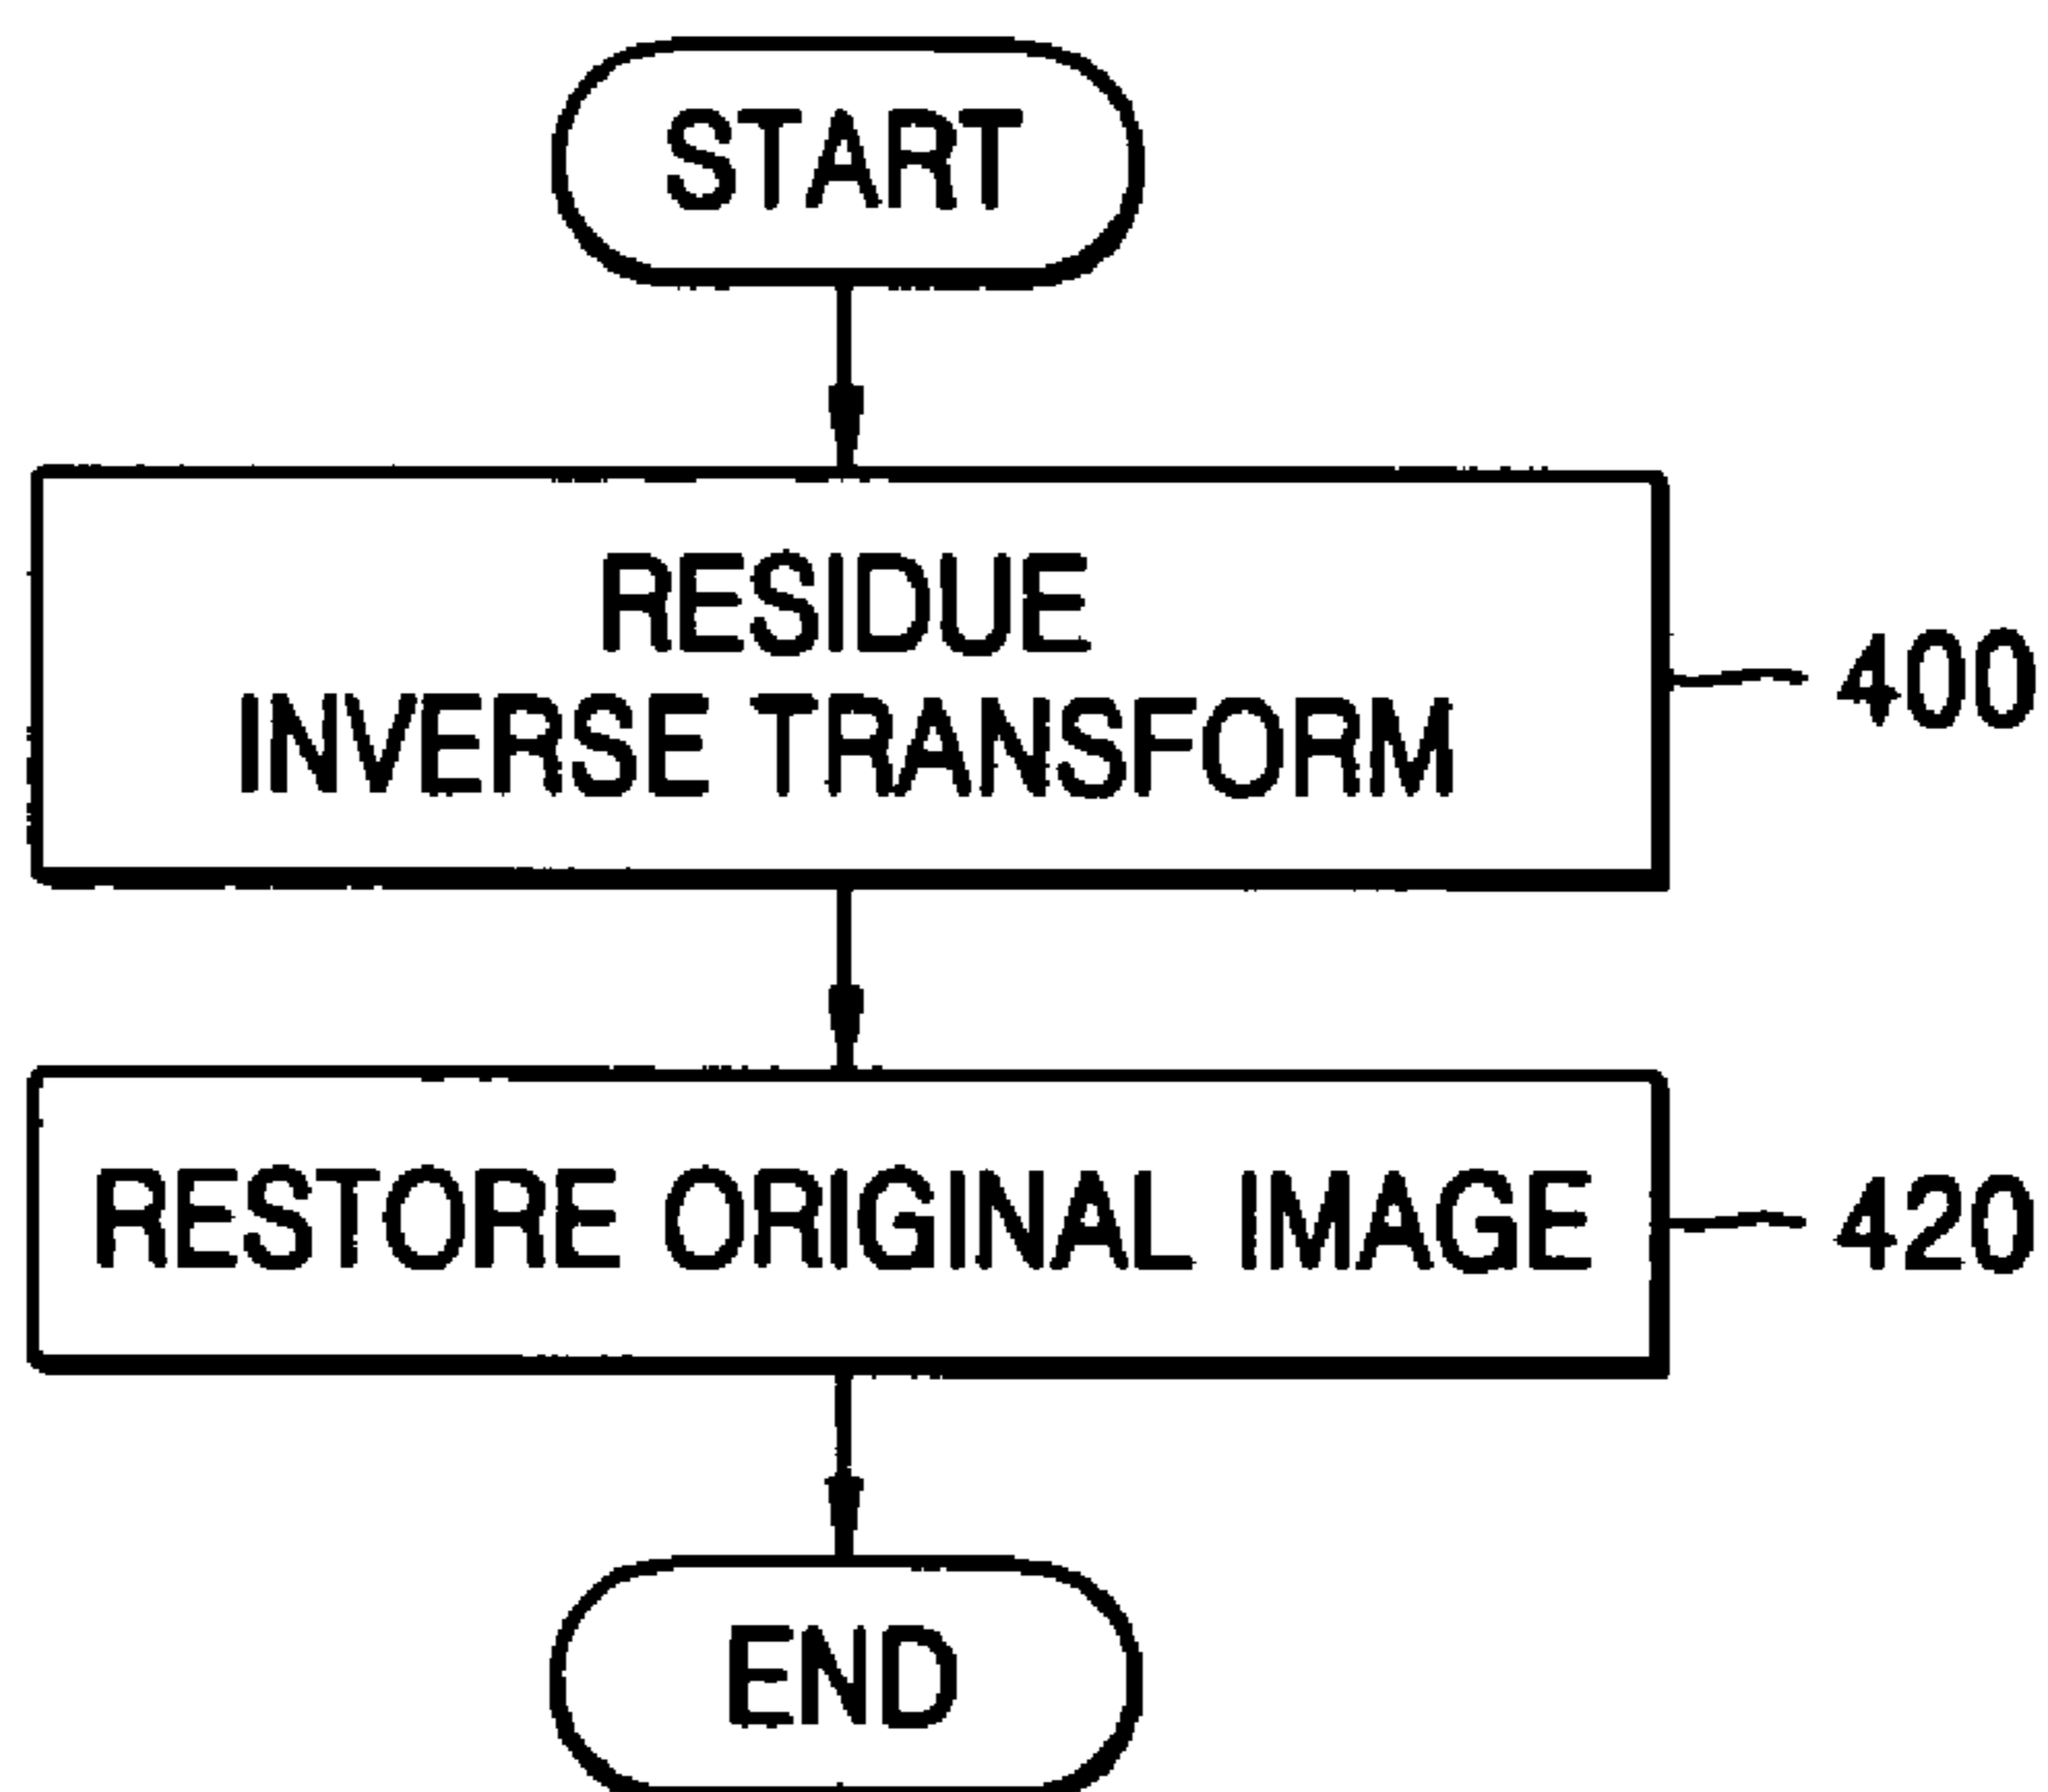 START
RESIDUE
INVERSE TRANSFORM
400
RESTORE ORIGINAL IMAGE
420
END